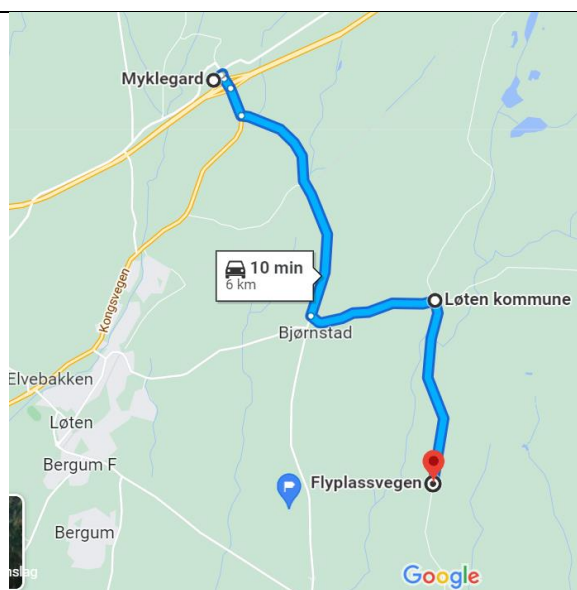 Myklegard
10 min
6 km
Løten kommune
Kongsvegen
Bjørnstad
Elvebakken
Løten
Bergum F
Flyplassvegen
Bergum
Google